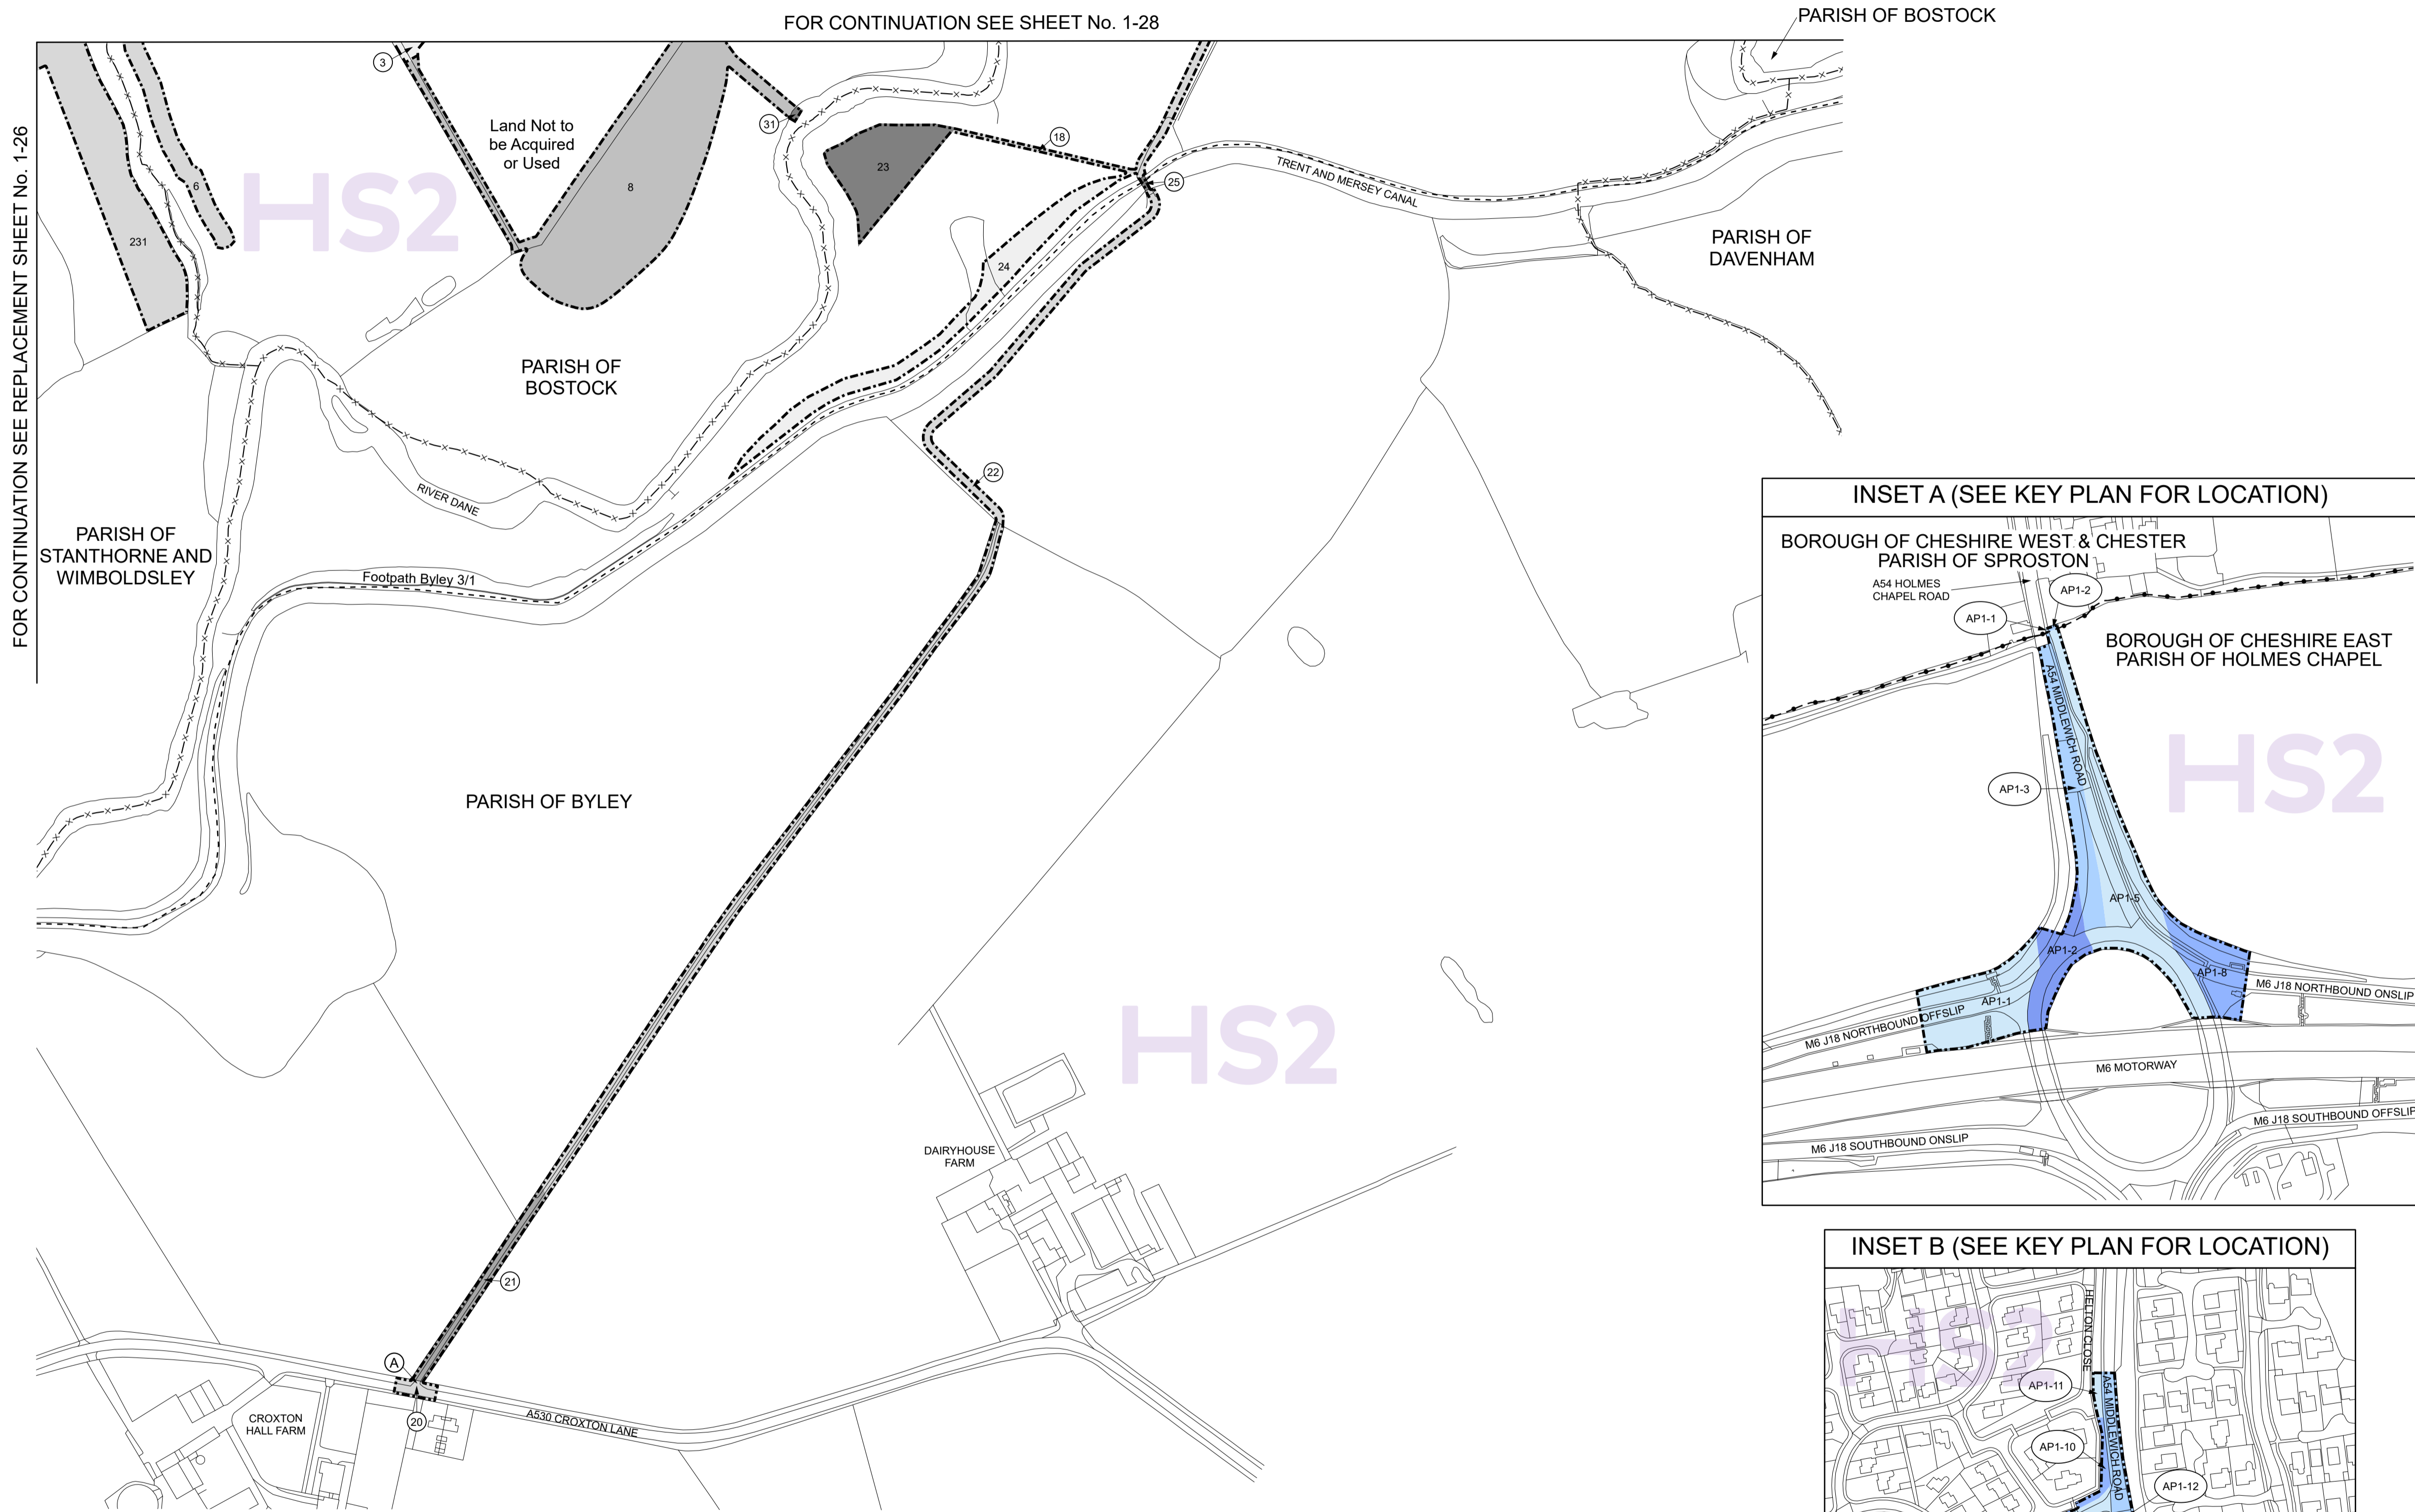 FOR CONTINUATION SEE SHEET No. 1-28
PARISH OF BOSTOCK
FOR CONTINUATION SEE REPLACEMENT SHEET No. 1-26
3
Land Not to
be Acquired
or Used
31
18
8
23
6
25
TRENT AND MERSEY CANAL
HS2
231
24
PARISH OF
DAVENHAM
PARISH OF
BOSTOCK
22
RIVER DANE
PARISH OF
STANTHORNE AND
WIMBOLDSLEY
Footpath Byley 3/1
PARISH OF BYLEY
HS2
DAIRYHOUSE
FARM
21
A
20
CROXTON
HALL FARM
A530 CROXTON LANE
INSET A (SEE KEY PLAN FOR LOCATION)
BOROUGH OF CHESHIRE WEST & CHESTER
PARISH OF SPROSTON
A54 HOLMES
CHAPEL ROAD
AP1-2
AP1-1
BOROUGH OF CHESHIRE EAST
PARISH OF HOLMES CHAPEL
A54 MIDDLEWICH ROAD
HS2
AP1-3
AP1-5
AP1-2
AP1-8
AP1-1
M6 J18 NORTHBOUND ONSLIP
M6 J18 NORTHBOUND OFFSLIP
M6 MOTORWAY
M6 J18 SOUTHBOUND OFFSLIP
M6 J18 SOUTHBOUND ONSLIP
INSET B (SEE KEY PLAN FOR LOCATION)
HELTON CLOSE
HS2
AP1-11
A54 MIDDLEWICH ROAD
AP1-10
AP1-12